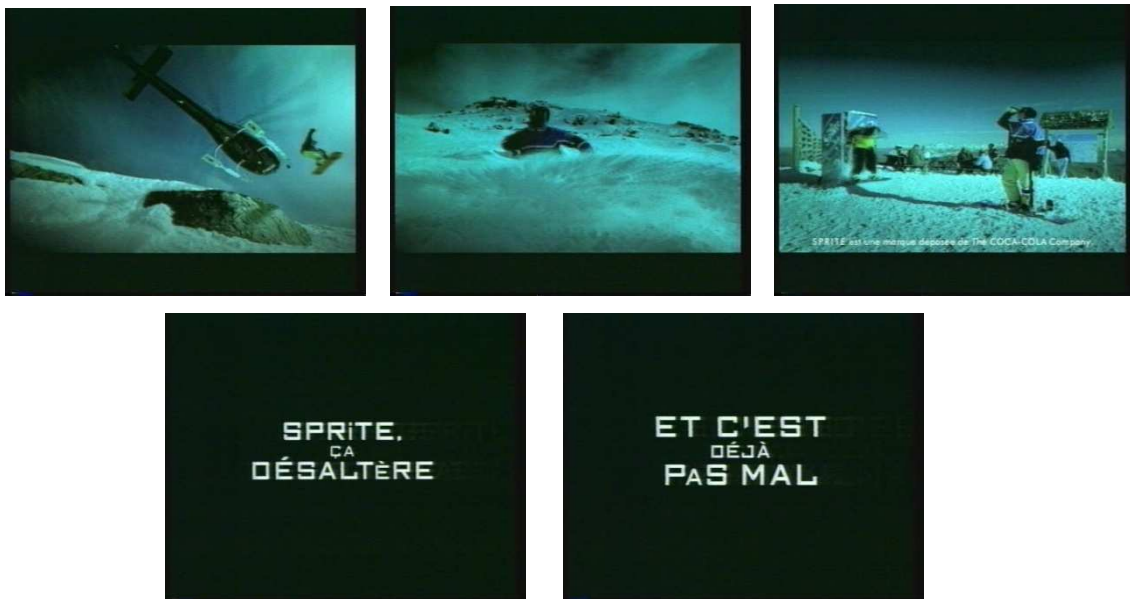 SPRITE est une marque déposée de The COCA-COLA Company.
SPRiTE,
ÇA
DÉSALTÈRE
ET C'EST
DÉJÀ
PAS MAL